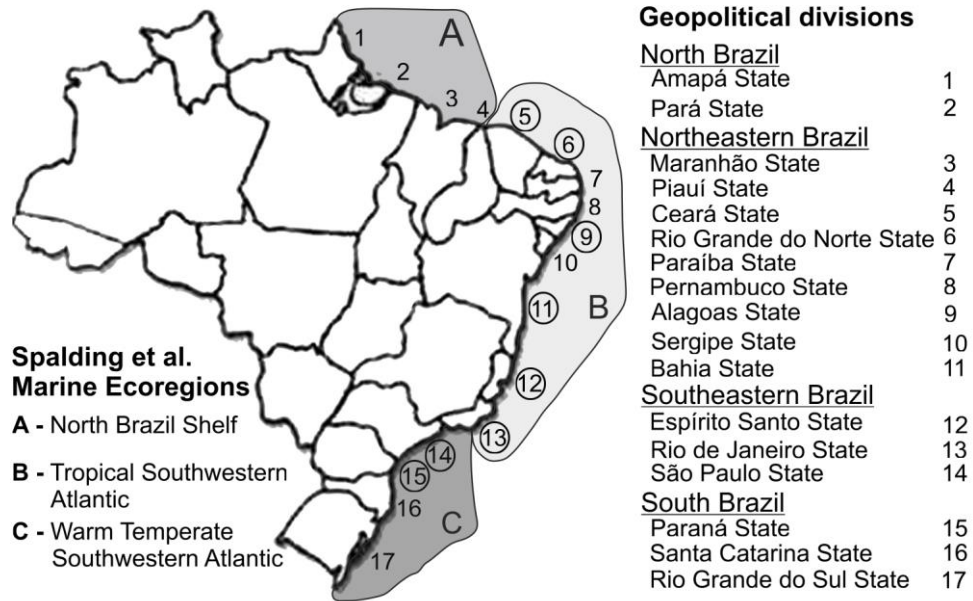 A
1
2
3
4
5
6
7
8
9
10
11
B
12
13
14
15
16
C
17
Spalding et al.
Marine Ecoregions
A - North Brazil Shelf
B - Tropical Southwestern
Atlantic
C - Warm Temperate
Southwestern Atlantic
Geopolitical divisions
North Brazil
Amapá State 1
Pará State 2
Northeastern Brazil
Maranhão State 3
Piauí State 4
Ceará State 5
Rio Grande do Norte State 6
Paraíba State 7
Pernambuco State 8
Alagoas State 9
Sergipe State 10
Bahia State 11
Southeastern Brazil
Espírito Santo State 12
Rio de Janeiro State 13
São Paulo State 14
South Brazil
Paraná State 15
Santa Catarina State 16
Rio Grande do Sul State 17